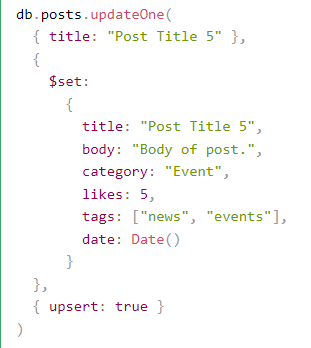 db.posts.updateOne(
  { title: "Post Title 5" },
  {
    $set:
      {
        title: "Post Title 5",
        body: "Body of post.",
        category: "Event",
        likes: 5,
        tags: ["news", "events"],
        date: Date()
      }
  },
  { upsert: true }
)